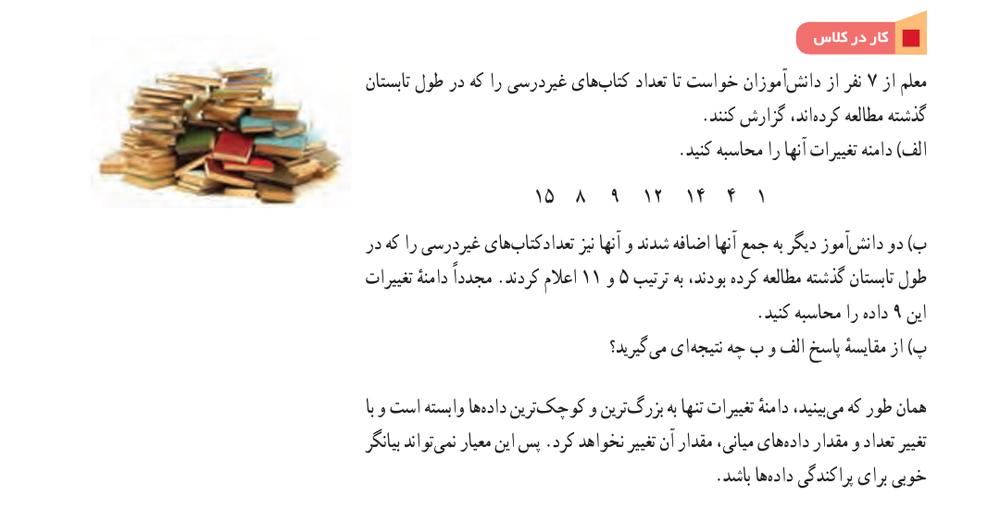 کار در کلاس
معلم از ۷ نفر از دانش‌آموزان خواست تا تعداد کتاب‌های غیردرسی را که در طول تابستان
گذشته مطالعه کرده‌اند، گزارش کنند.
الف) دامنه تغییرات آنها را محاسبه کنید.
۱ ۴ ۱۴ ۱۲ ۹ ۸ ۱۵
ب) دو دانش‌آموز دیگر به جمع آنها اضافه شدند و آنها نیز تعدادکتاب‌های غیردرسی را که در
طول تابستان گذشته مطالعه کرده بودند، به ترتیب ۵ و ۱۱ اعلام کردند. مجدداً دامنهٔ تغییرات
این ۹ داده را محاسبه کنید.
پ) از مقایسهٔ پاسخ الف و ب چه نتیجه‌ای می‌گیرید؟
همان طور که می‌بینید، دامنهٔ تغییرات تنها به بزرگ‌ترین و کوچک‌ترین داده‌ها وابسته است و با
تغییر تعداد و مقدار داده‌های میانی، مقدار آن تغییر نخواهد کرد. پس این معیار نمی‌تواند بیانگر
خوبی برای پراکندگی داده‌ها باشد.